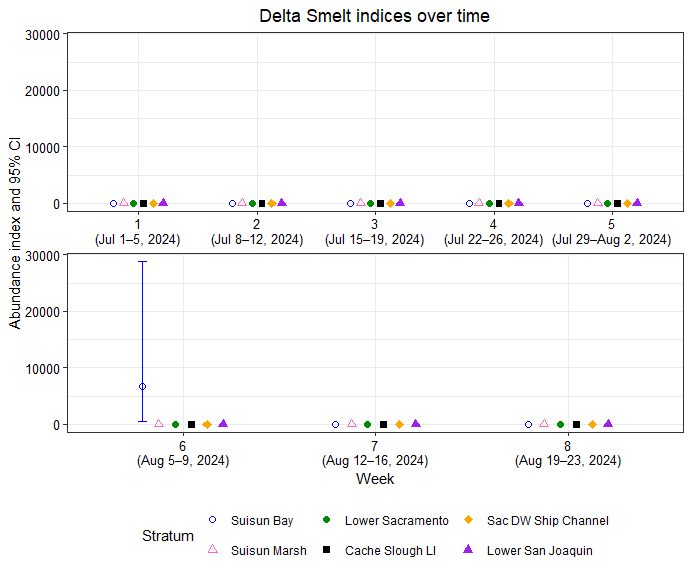 Delta Smelt indices over time
Abundance index and 95% CI
30000
20000
10000
0
1 2 3 4 5
(Jul 1–5, 2024) (Jul 8–12, 2024) (Jul 15–19, 2024) (Jul 22–26, 2024) (Jul 29–Aug 2, 2024)
30000
20000
10000
0
6 7 8
(Aug 5–9, 2024) (Aug 12–16, 2024) (Aug 19–23, 2024)
Week
Stratum
Suisun Bay Lower Sacramento Sac DW Ship Channel
Suisun Marsh Cache Slough LI Lower San Joaquin